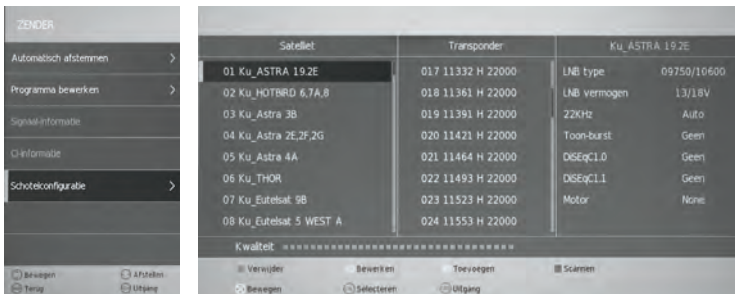 ZENDER
Automatisch afstemmen >
Programma bewerken >
Signaal-informatie
CI-informatie
Schotelconfiguratie >
Bewegen Afstellen
Terug Uitgang
Satelliet Transponder Ku_ASTRA 19.2E
01 Ku_ASTRA 19.2E 017 11332 H 22000 LNB type 09750/10600
02 Ku_HOTBIRD 6,7A,8 018 11361 H 22000 LNB vermogen 13/18V
03 Ku_Astra 3B 019 11391 H 22000 22KHz Auto
04 Ku_Astra 2E,2F,2G 020 11421 H 22000 Toon-burst Geen
05 Ku_Astra 4A 021 11464 H 22000 DiSEqC1.0 Geen
06 Ku_THOR 022 11493 H 22000 DiSEqC1.1 Geen
07 Ku_Eutelsat 9B 023 11523 H 22000 Motor None
08 Ku_Eutelsat 5 WEST A 024 11553 H 22000
Kwaliteit
Verwijder Bewerken Toevoegen Scannen
Bewegen Selecteren Uitgang